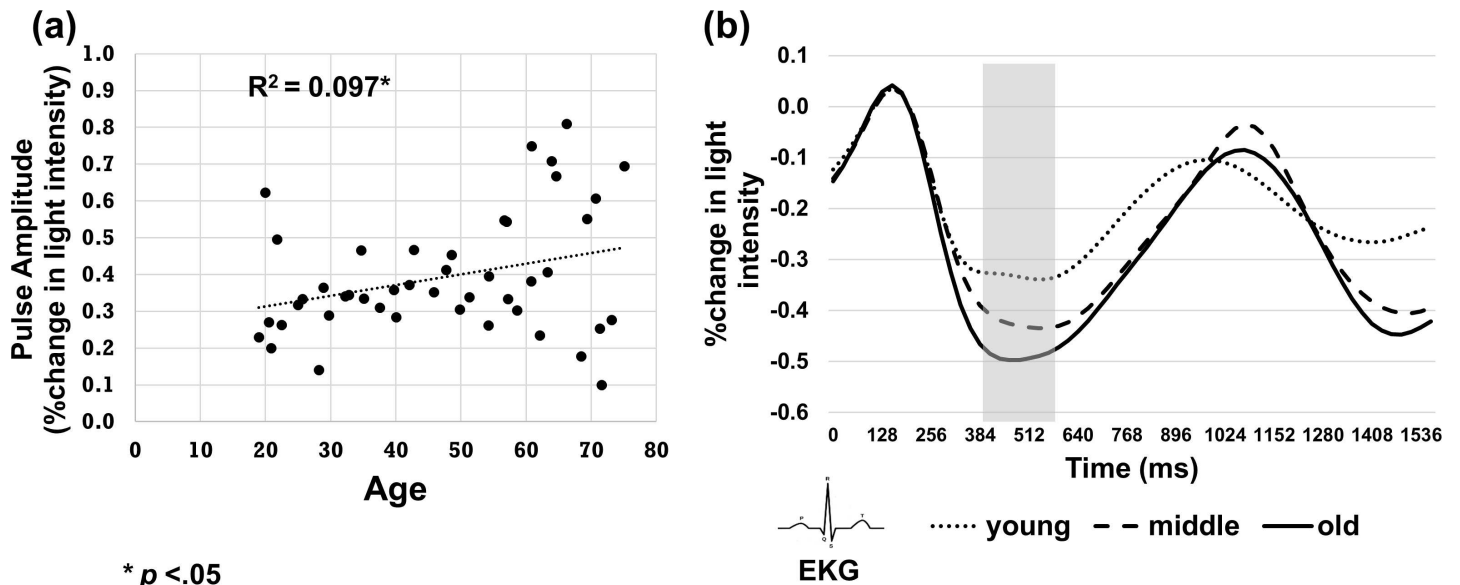 (a)
Pulse Amplitude
(%change in light intensity)
1.0
0.9
0.8
0.7
0.6
0.5
0.4
0.3
0.2
0.1
0.0
R² = 0.097*
0 10 20 30 40 50 60 70 80
Age
* p <.05
(b)
%change in light
intensity
0.1
0.0
-0.1
-0.2
-0.3
-0.4
-0.5
-0.6
0 128 256 384 512 640 768 896 1024 1152 1280 1408 1536
Time (ms)
R
P
T
Q
S
EKG
young middle old